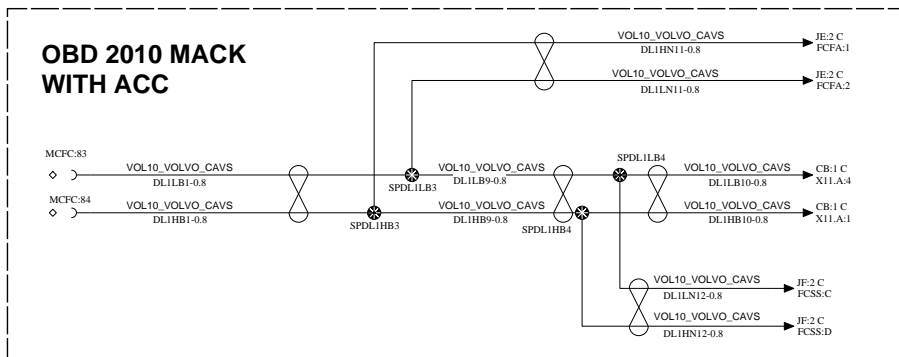 OBD 2010 MACK
WITH ACC
VOL10_VOLVO_CAVS
DL1HN11-0.8
JE:2 C
FCFA:1
VOL10_VOLVO_CAVS
DL1LN11-0.8
JE:2 C
FCFA:2
MCFC:83
VOL10_VOLVO_CAVS
DL1LB1-0.8
SPDL1LB3
VOL10_VOLVO_CAVS
DL1LB9-0.8
SPDL1LB4
VOL10_VOLVO_CAVS
DL1LB10-0.8
CB:1 C
X11.A:4
MCFC:84
VOL10_VOLVO_CAVS
DL1HB1-0.8
SPDL1HB3
VOL10_VOLVO_CAVS
DL1HB9-0.8
SPDL1HB4
VOL10_VOLVO_CAVS
DL1HB10-0.8
CB:1 C
X11.A:1
VOL10_VOLVO_CAVS
DL1LN12-0.8
JF:2 C
FCSS:C
VOL10_VOLVO_CAVS
DL1HN12-0.8
JF:2 C
FCSS:D